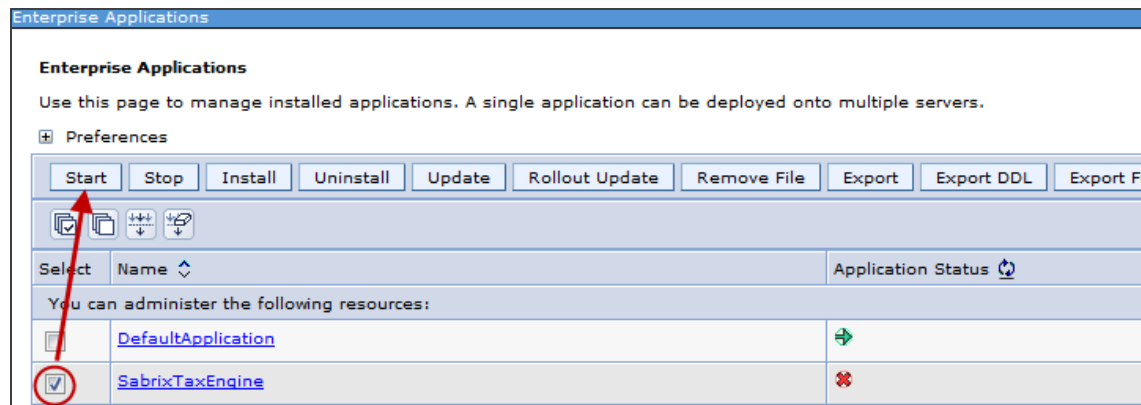 Enterprise Applications
Enterprise Applications
Use this page to manage installed applications. A single application can be deployed onto multiple servers.
Preferences
Start Stop Install Uninstall Update Rollout Update Remove File Export Export DDL Export F
Select Name Application Status
You can administer the following resources:
DefaultApplication
SabrixTaxEngine